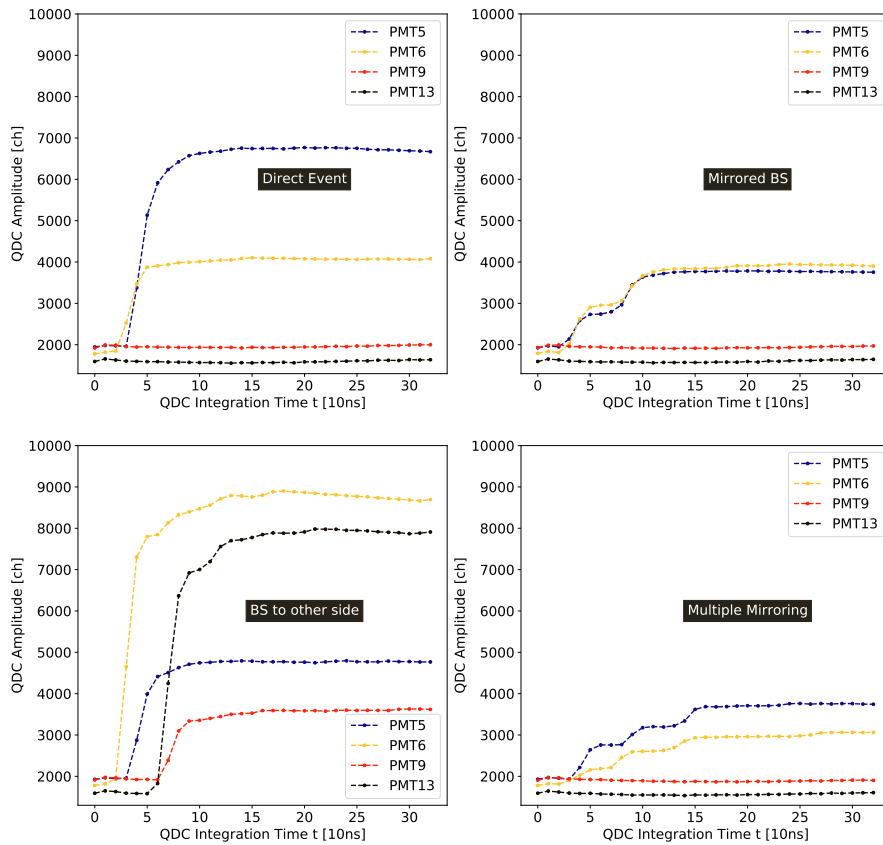 10000
9000
8000
7000
6000
5000
4000
3000
2000
QDC Amplitude [ch]
0 5 10 15 20 25 30
QDC Integration Time t [10ns]
PMT5
PMT6
PMT9
PMT13
Direct Event
10000
9000
8000
7000
6000
5000
4000
3000
2000
QDC Amplitude [ch]
0 5 10 15 20 25 30
QDC Integration Time t [10ns]
PMT5
PMT6
PMT9
PMT13
Mirrored BS
10000
9000
8000
7000
6000
5000
4000
3000
2000
QDC Amplitude [ch]
0 5 10 15 20 25 30
QDC Integration Time t [10ns]
BS to other side
PMT5
PMT6
PMT9
PMT13
10000
9000
8000
7000
6000
5000
4000
3000
2000
QDC Amplitude [ch]
0 5 10 15 20 25 30
QDC Integration Time t [10ns]
PMT5
PMT6
PMT9
PMT13
Multiple Mirroring